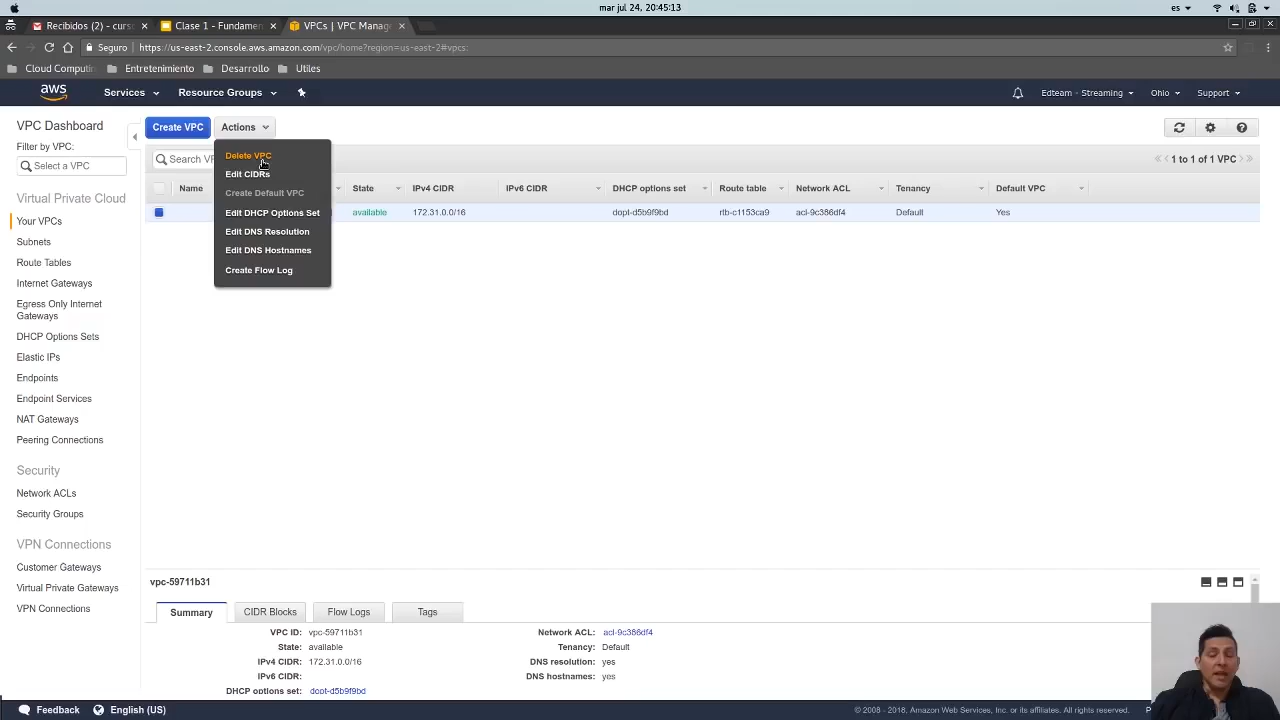 mar jul 24, 20:45:13
es
Recibidos (2) - curso
Clase 1 - Fundament
VPCs | VPC Manag
Seguro
https://us-east-2.console.aws.amazon.com/vpc/home?region=us-east-2#vpcs:
Cloud Computin
Entretenimiento
Desarrollo
Utiles
aws
Services
Resource Groups
Edteam - Streaming
Ohio
Support
VPC Dashboard
Filter by VPC:
Select a VPC
Virtual Private Cloud
Your VPCs
Subnets
Route Tables
Internet Gateways
Egress Only Internet
Gateways
DHCP Options Sets
Elastic IPs
Endpoints
Endpoint Services
NAT Gateways
Peering Connections
Security
Network ACLs
Security Groups
VPN Connections
Customer Gateways
Virtual Private Gateways
VPN Connections
Create VPC
Actions
Delete VPC
Edit CIDRs
Create Default VPC
Edit DHCP Options Set
Edit DNS Resolution
Edit DNS Hostnames
Create Flow Log
Search VP
1 to 1 of 1 VPC
Name
State
IPv4 CIDR
IPv6 CIDR
DHCP options set
Route table
Network ACL
Tenancy
Default VPC
available
172.31.0.0/16
dopt-d5b9f9bd
rtb-c1153ca9
acl-9c386df4
Default
Yes
vpc-59711b31
Summary
CIDR Blocks
Flow Logs
Tags
VPC ID: vpc-59711b31
State: available
IPv4 CIDR: 172.31.0.0/16
IPv6 CIDR:
DHCP options set: dopt-d5b9f9bd
Network ACL: acl-9c386df4
Tenancy: Default
DNS resolution: yes
DNS hostnames: yes
Feedback
English (US)
© 2008 - 2018, Amazon Web Services, Inc. or its affiliates. All rights reserved.